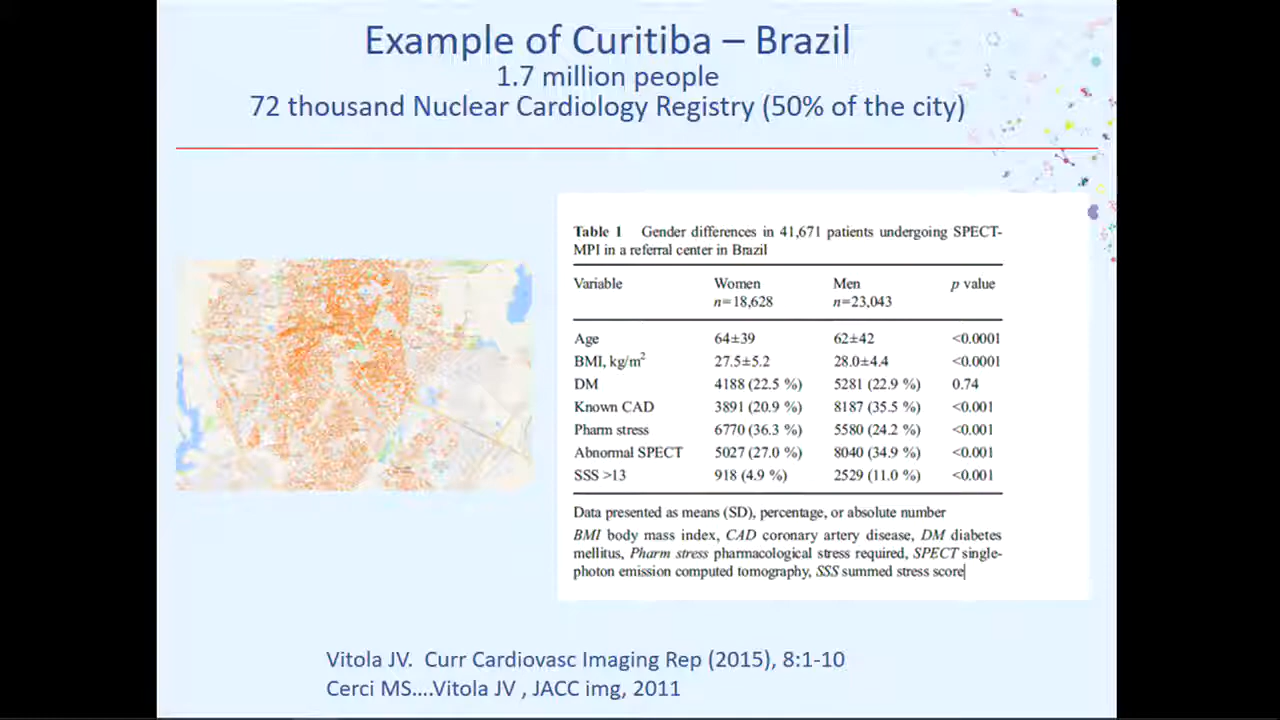 Example of Curitiba – Brazil
1.7 million people
72 thousand Nuclear Cardiology Registry (50% of the city)
Table 1 Gender differences in 41,671 patients undergoing SPECT-
MPI in a referral center in Brazil
Variable Women Men p value
n=18,628 n=23,043
Age 64±39 62±42 <0.0001
BMI, kg/m² 27.5±5.2 28.0±4.4 <0.0001
DM 4188 (22.5 %) 5281 (22.9 %) 0.74
Known CAD 3891 (20.9 %) 8187 (35.5 %) <0.001
Pharm stress 6770 (36.3 %) 5580 (24.2 %) <0.001
Abnormal SPECT 5027 (27.0 %) 8040 (34.9 %) <0.001
SSS >13 918 (4.9 %) 2529 (11.0 %) <0.001
Data presented as means (SD), percentage, or absolute number
BMI body mass index, CAD coronary artery disease, DM diabetes
mellitus, Pharm stress pharmacological stress required, SPECT single-
photon emission computed tomography, SSS summed stress score
Vitola JV. Curr Cardiovasc Imaging Rep (2015), 8:1-10
Cerci MS....Vitola JV , JACC img, 2011